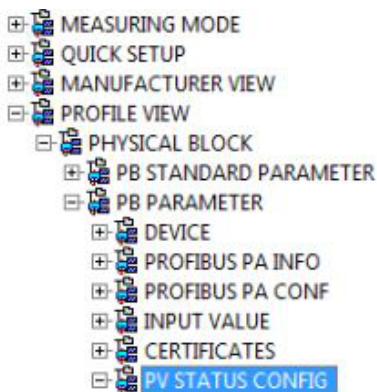 MEASURING MODE
QUICK SETUP
MANUFACTURER VIEW
PROFILE VIEW
PHYSICAL BLOCK
PB STANDARD PARAMETER
PB PARAMETER
DEVICE
PROFIBUS PA INFO
PROFIBUS PA CONF
INPUT VALUE
CERTIFICATES
PV STATUS CONFIG